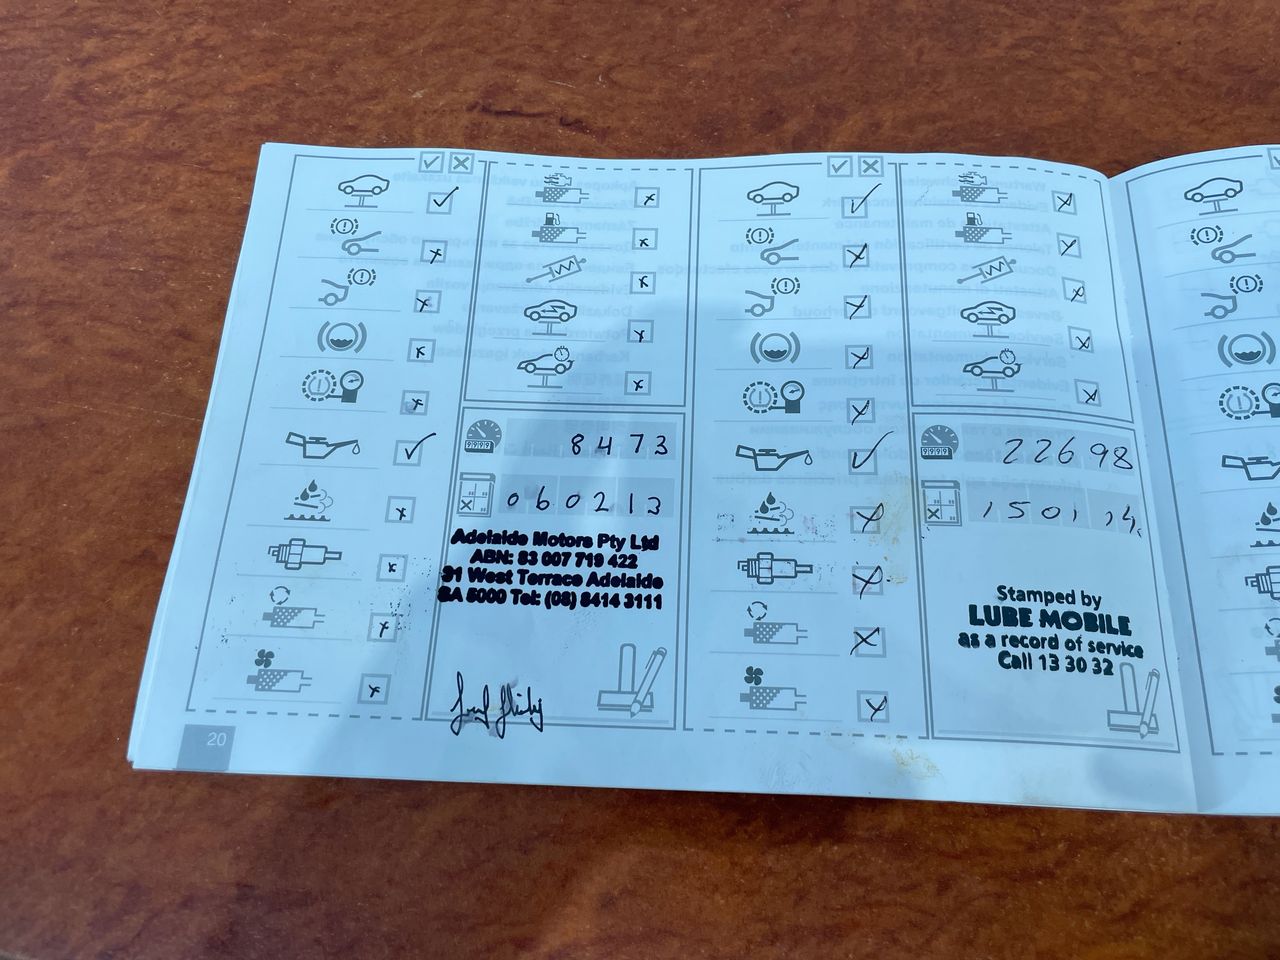 8473
060213
Adelaide Motors Pty Ltd
ABN: 83 007 719 422
31 West Terrace Adelaide
SA 5000 Tel: (08) 8414 3111
20
22698
150114
Stamped by
LUBE MOBILE
as a record of service
Call 13 30 32